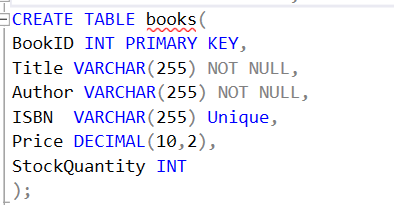 CREATE TABLE books(
BookID INT PRIMARY KEY,
Title VARCHAR(255) NOT NULL,
Author VARCHAR(255) NOT NULL,
ISBN  VARCHAR(255) Unique,
Price DECIMAL(10,2),
StockQuantity INT
);